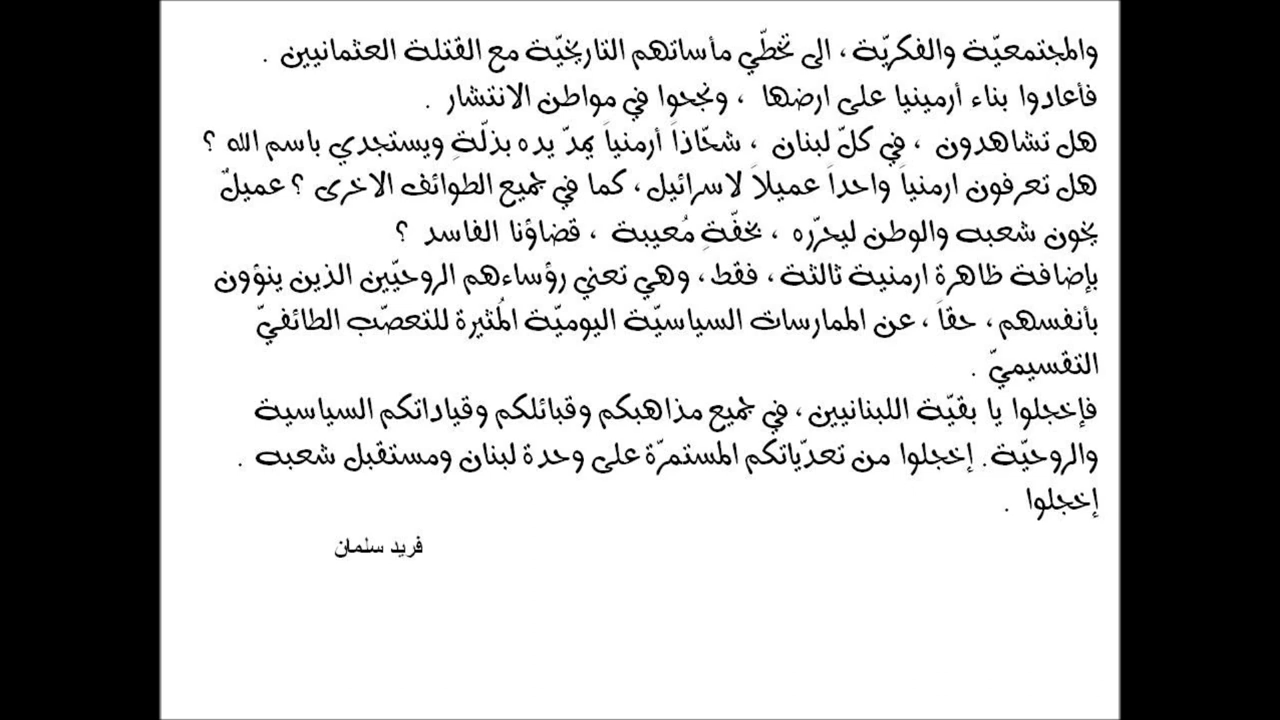 والمجتمعيّة والفكريّة ، الى تخطّي مأساتهم التاريخيّة مع القتلة العثمانيين .
فأعادوا بناء أرمينيا على ارضها ، ونجحوا في مواطن الانتشار .
هل تشاهدون ، في كلّ لبنان ، شحّاذاَ أرمنياَ يمدّ يده بذلّةِ ويستجدي باسم الله ؟
هل تعرفون ارمنياَ واحداَ عميلاَ لاسرائيل ، كما في جميع الطوائف الاخرى ؟ عميلٌ
يخون شعبه والوطن ليحرّره ، بخفّةِ مُعيبة ، قضاؤنا الفاسد ؟
بإضافة ظاهرة ارمنية ثالثة ، فقط ، وهي تعني رؤساءهم الروحيّين الذين ينؤون
بأنفسهم ، حقاَ ، عن الممارسات السياسيّة اليوميّة المُثيرة للتعصّب الطائفيّ
التقسيميّ .
فإخجلوا يا بقيّة اللبنانيين ، في جميع مذاهبكم وقبائلكم وقياداتكم السياسية
والروحيّة . إخجلوا من تعدّياتكم المستمرّة على وحدة لبنان ومستقبل شعبه .
إخجلوا .
فريد سلمان